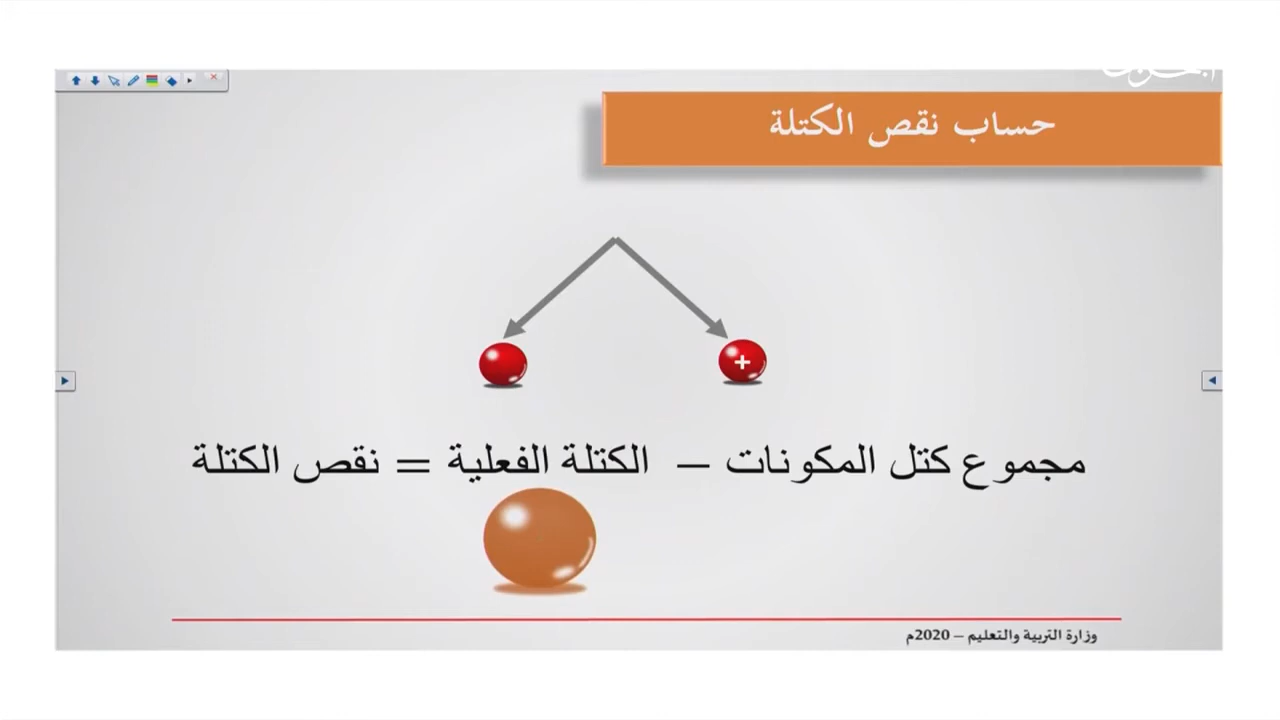 حساب نقص الكتلة
+
مجموع كتل المكونات – الكتلة الفعلية = نقص الكتلة
وزارة التربية والتعليم – 2020م